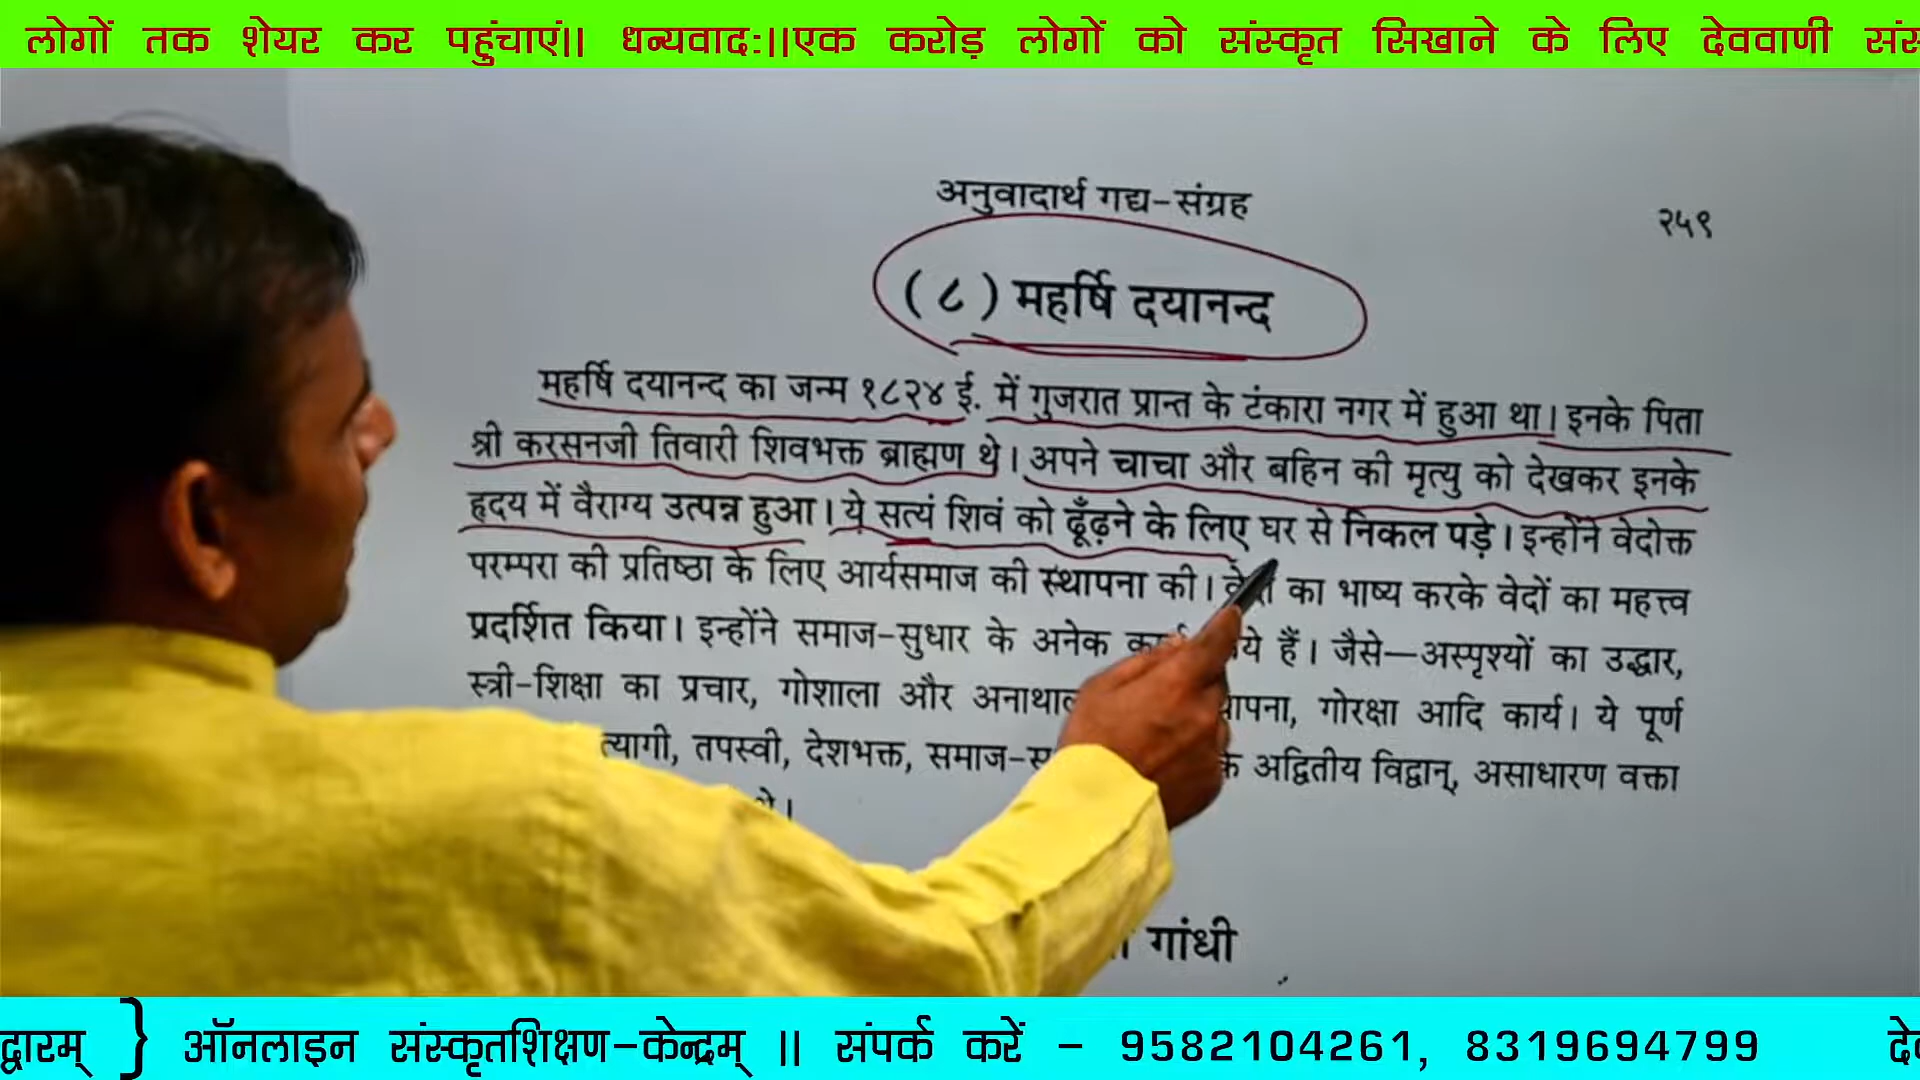 लोगों तक शेयर कर पहुंचाएं॥ धन्यवाद:॥एक करोड़ लोगों को संस्कृत सिखाने के लिए देववाणी
अनुवादार्थ गद्य-संग्रह
२५९
(८) महर्षि दयानन्द
महर्षि दयानन्द का जन्म १८२४ ई. में गुजरात प्रान्त के टंकारा नगर में हुआ था। इनके पिता
श्री करसनजी तिवारी शिवभक्त ब्राह्मण थे। अपने चाचा और बहिन की मृत्यु को देखकर इनके
हृदय में वैराग्य उत्पन्न हुआ। ये सत्यं शिवं को ढूँढ़ने के लिए घर से निकल पड़े। इन्होंने वेदोक्त
परम्परा की प्रतिष्ठा के लिए आर्यसमाज की स्थापना की। का भाष्य करके वेदों का महत्त्व
प्रदर्शित किया। इन्होंने समाज-सुधार के अनेक हैं। जैसे—अस्पृश्यों का उद्धार,
स्त्री-शिक्षा का प्रचार, गोशाला और गोरक्षा आदि कार्य। ये पूर्ण
त्यागी, तपस्वी, देशभक्त, अद्वितीय विद्वान्, असाधारण वक्ता
थे।
गांधी
द्वारम् } ऑनलाइन संस्कृतशिक्षण-केन्द्रम् || संपर्क करें - 9582104261, 8319694799